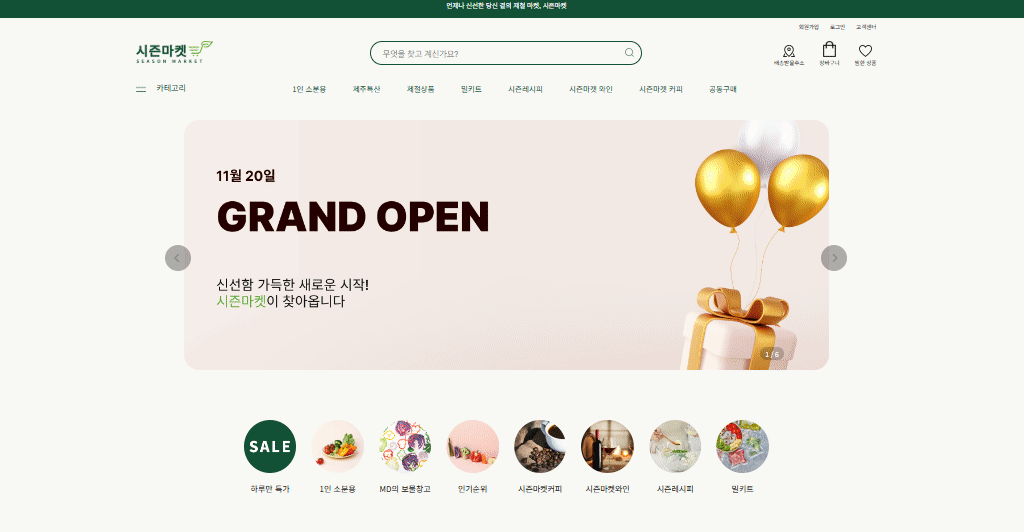 언제나 신선한 당신 곁의 제철 마켓, 시즌마켓
회원가입 로그인 고객센터
시즌마켓
SEASON MARKET
무엇을 찾고 계신가요?
배송받을주소 장바구니 찜한 상품
카테고리 1인 소분용 제주특산 제철상품 밀키트 시즌레시피 시즌마켓 와인 시즌마켓 커피 공동구매
11월 20일
GRAND OPEN
신선함 가득한 새로운 시작!
시즌마켓이 찾아옵니다
1 / 6
SALE
하루만 특가 1인 소분용 MD의 보물창고 인기순위 시즌마켓커피 시즌마켓와인 시즌레시피 밀키트